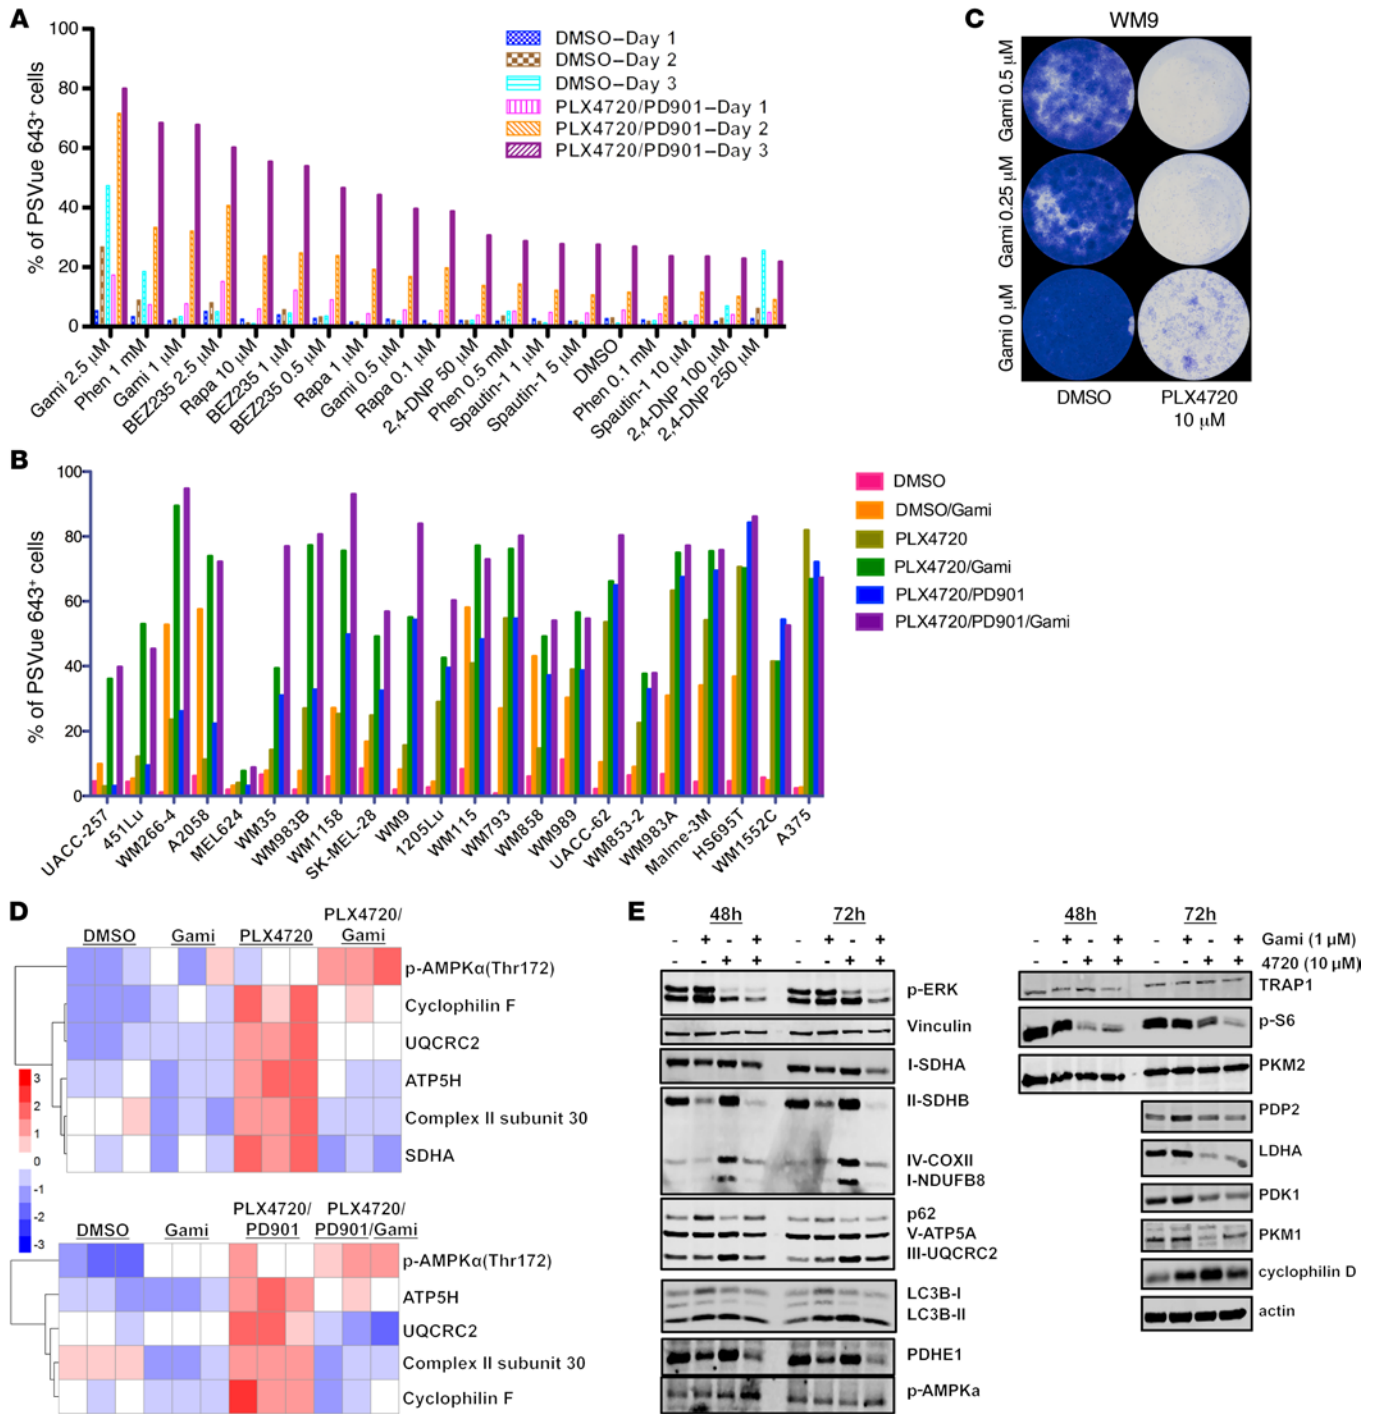 A
% of PSVue 643⁺ cells
100
80
60
40
20
0
DMSO–Day 1
DMSO–Day 2
DMSO–Day 3
PLX4720/PD901–Day 1
PLX4720/PD901–Day 2
PLX4720/PD901–Day 3
Gami 2.5 µM
Phen 1 mM
Gami 1 µM
BEZ235 2.5 µM
Rapa 10 µM
BEZ235 1 µM
BEZ235 0.5 µM
Rapa 1 µM
Gami 0.5 µM
Rapa 0.1 µM
2,4-DNP 50 µM
Phen 0.5 mM
Spautin-1 1 µM
Spautin-1 5 µM
DMSO
Phen 0.1 mM
Spautin-1 10 µM
2,4-DNP 100 µM
2,4-DNP 250 µM
C
WM9
Gami 0.5 µM
Gami 0.25 µM
Gami 0 µM
DMSO
PLX4720
10 µM
B
% of PSVue 643⁺ cells
100
80
60
40
20
0
DMSO
DMSO/Gami
PLX4720
PLX4720/Gami
PLX4720/PD901
PLX4720/PD901/Gami
UACC-257
451Lu
WM266-4
A2058
MEL624
WM35
WM983B
WM1158
SK-MEL-28
WM9
1205Lu
WM115
WM793
WM858
WM989
UACC-62
WM853-2
WM983A
Malme-3M
HS695T
WM1552C
A375
D
DMSO
Gami
PLX4720
PLX4720/
Gami
p-AMPKα(Thr172)
Cyclophilin F
UQCRC2
ATP5H
Complex II subunit 30
SDHA
3
2
1
0
-1
-2
-3
DMSO
Gami
PLX4720/
PD901
PLX4720/
PD901/Gami
p-AMPKα(Thr172)
ATP5H
UQCRC2
Complex II subunit 30
Cyclophilin F
E
48h
72h
- + - + - + - +
- - + + - - + +
p-ERK
Vinculin
I-SDHA
II-SDHB
IV-COXII
I-NDUFB8
p62
V-ATP5A
III-UQCRC2
LC3B-I
LC3B-II
PDHE1
p-AMPKa
48h
72h
- + - + - + - + Gami (1 µM)
- - + + - - + + 4720 (10 µM)
TRAP1
p-S6
PKM2
PDP2
LDHA
PDK1
PKM1
cyclophilin D
actin